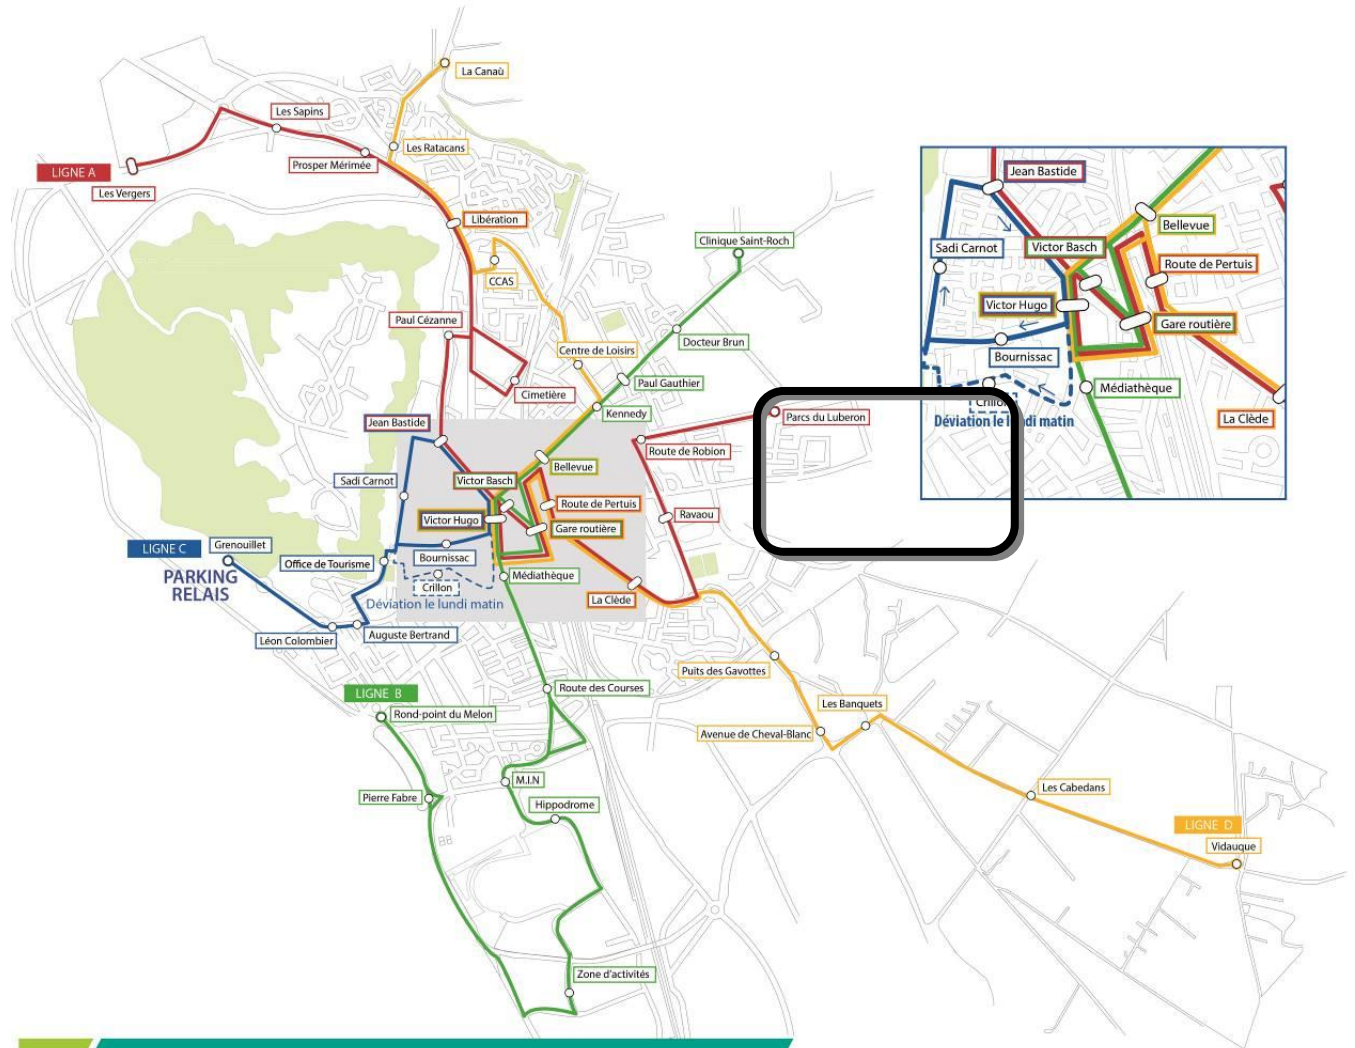 La Canaù
Les Sapins
Les Ratacans
Prosper Mérimée
LIGNE A
Les Vergers
Libération
Clinique Saint-Roch
CCAS
Paul Cézanne
Docteur Brun
Centre de Loisirs
Paul Gauthier
Cimetière
Kennedy
Parcs du Luberon
Jean Bastide
Route de Robion
Bellevue
Sadi Carnot
Victor Basch
Route de Pertuis
Ravaou
Victor Hugo
Gare routière
LIGNE C
Grenouillet
PARKING
RELAIS
Office de Tourisme
Bournissac
Médiathèque
Crillon
Déviation le lundi matin
La Clède
Léon Colombier
Auguste Bertrand
Puits des Gavottes
LIGNE B
Route des Courses
Rond-point du Melon
Les Banquets
Avenue de Cheval-Blanc
M.I.N
Pierre Fabre
Hippodrome
Les Cabedans
LIGNE D
Vidauque
Zone d'activités
Jean Bastide
Bellevue
Sadi Carnot
Victor Basch
Route de Pertuis
Victor Hugo
Gare routière
Bournissac
Médiathèque
La Clède
Déviation le lundi matin